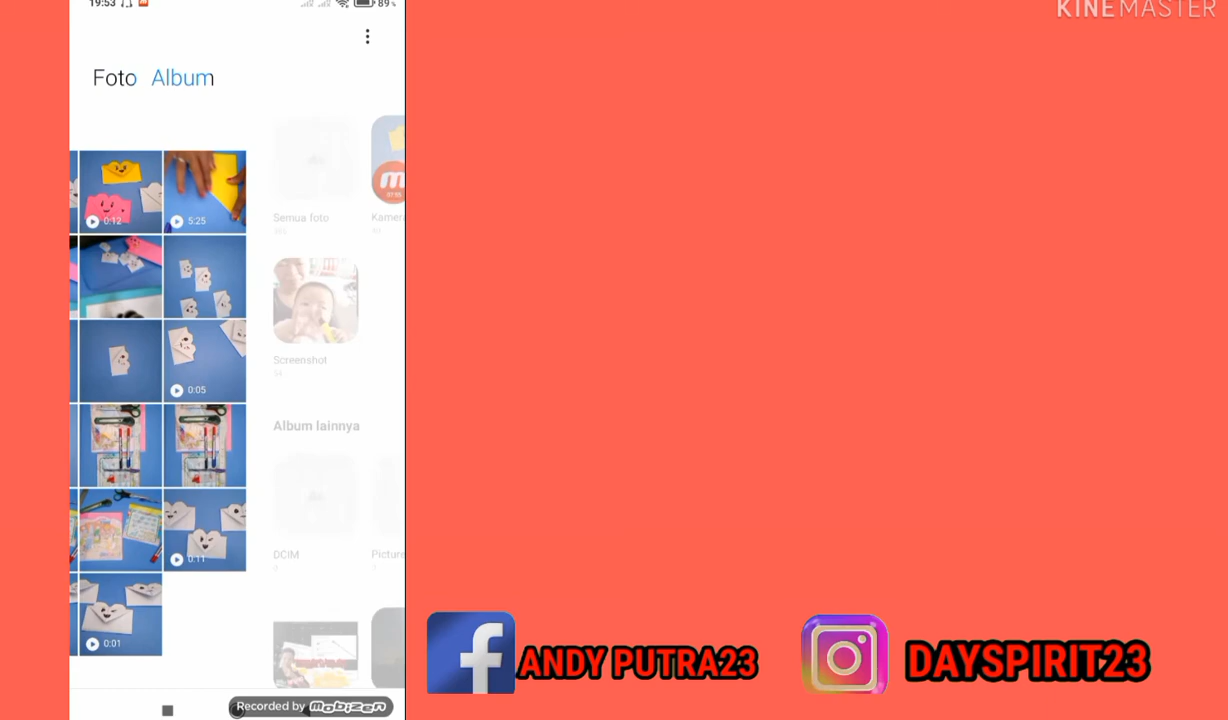 19:53
89
KINEMASTER
Foto Album
0:12
5:25
Semua foto
Kamera
Screenshot
54
0:05
Album lainnya
0:11
DCIM
Picture
0:01
Recorded by mobizen
ANDY PUTRA23
DAYSPIRIT23